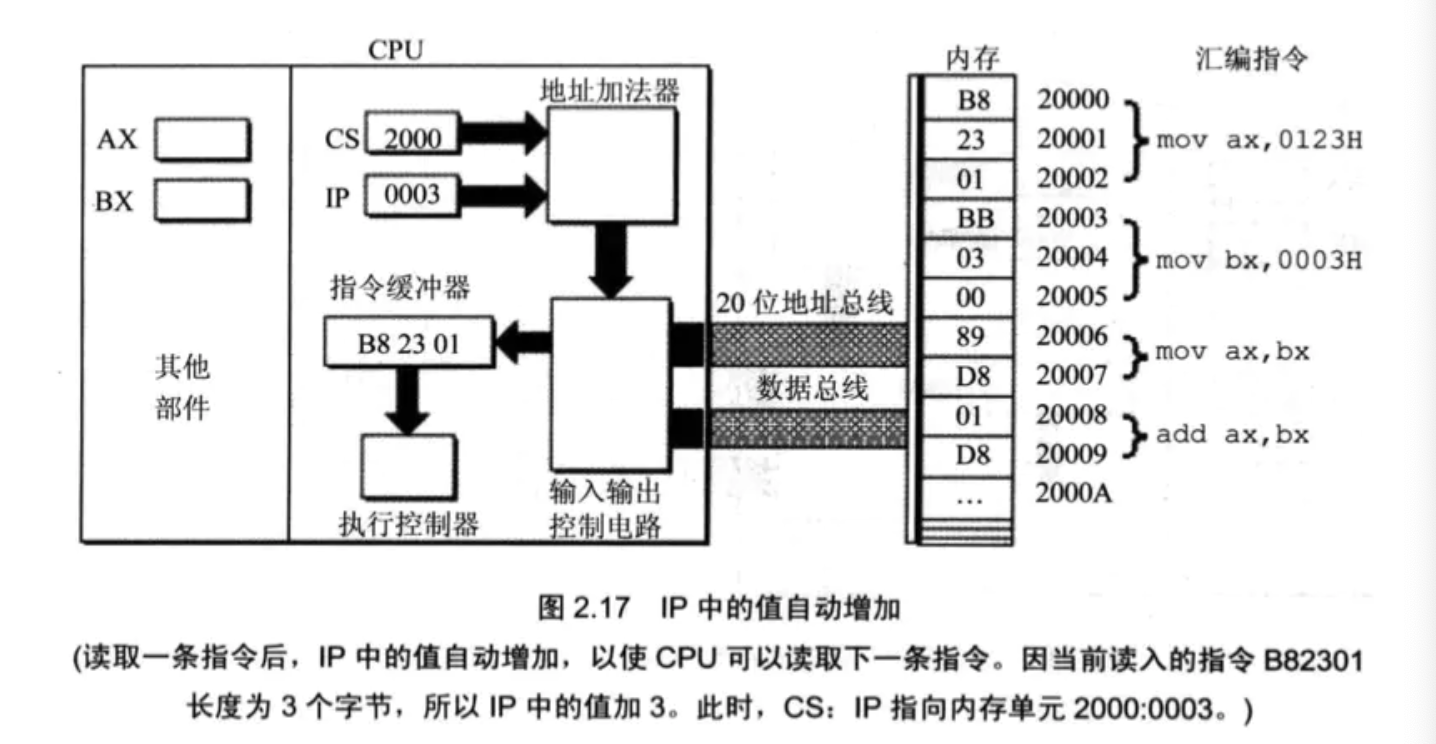 CPU
内存
汇编指令
地址加法器
AX
BX
CS 2000
IP 0003
指令缓冲器
B8 23 01
其他
部件
执行控制器
输入输出
控制电路
20 位地址总线
数据总线
B8 20000
23 20001 mov ax,0123H
01 20002
BB 20003
03 20004 mov bx,0003H
00 20005
89 20006
mov ax,bx
D8 20007
01 20008
add ax,bx
D8 20009
… 2000A
图 2.17 IP 中的值自动增加
(读取一条指令后，IP 中的值自动增加，以使 CPU 可以读取下一条指令。因当前读入的指令 B82301
长度为 3 个字节，所以 IP 中的值加 3。此时，CS：IP 指向内存单元 2000:0003。)